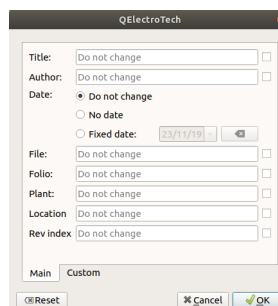 QElectroTech
Title: Do not change
Author: Do not change
Date: Do not change
No date
Fixed date: 23/11/19
File: Do not change
Folio: Do not change
Plant: Do not change
Location Do not change
Rev index Do not change
Main Custom
Reset Cancel OK